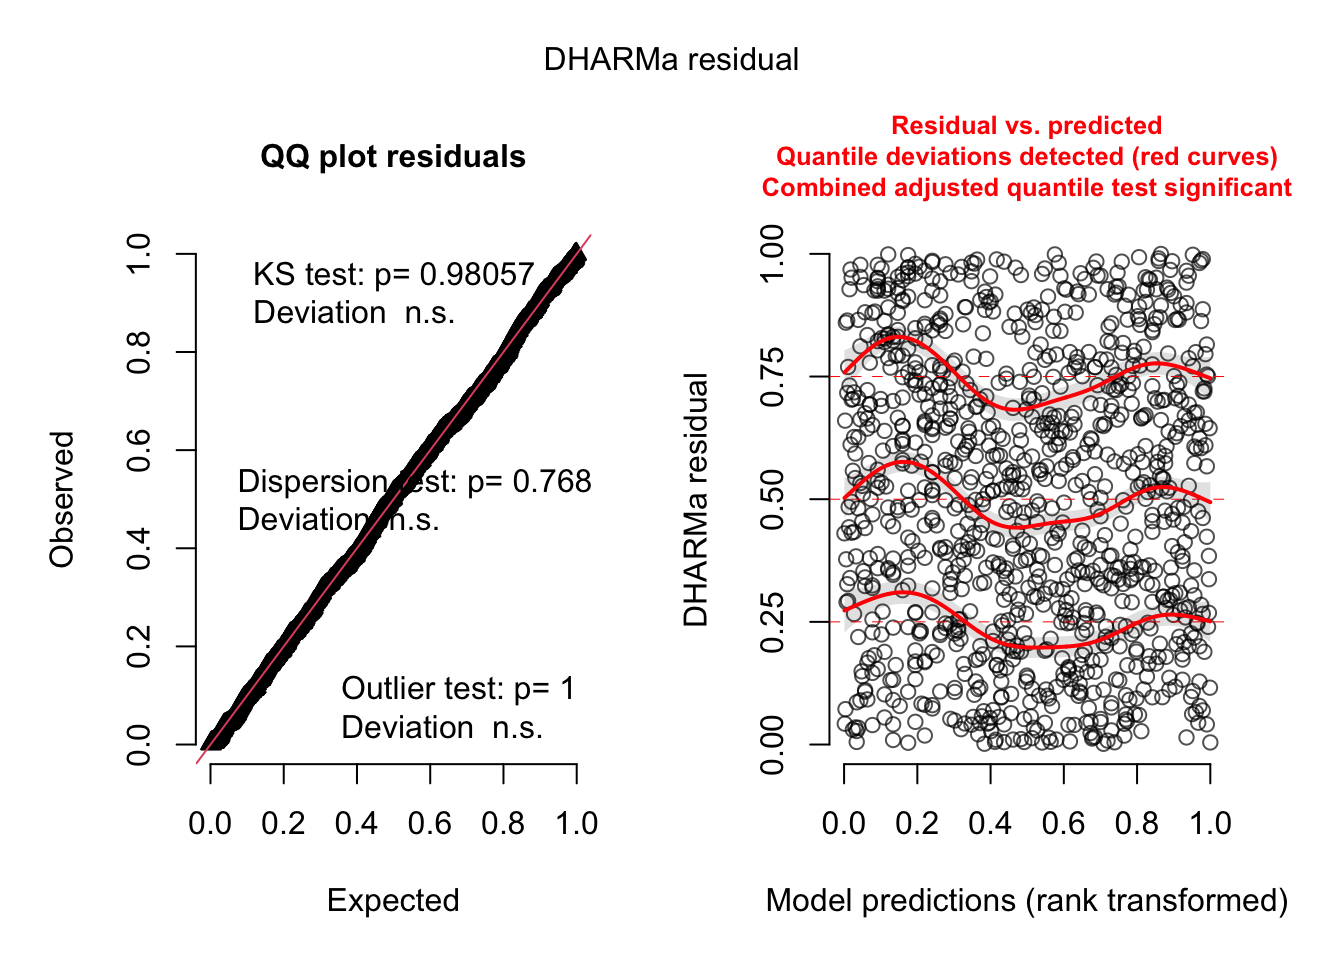 DHARMa residual
QQ plot residuals
KS test: p= 0.98057
Deviation  n.s.
Dispersion test: p= 0.768
Deviation n.s.
Outlier test: p= 1
Deviation  n.s.
Observed
1.0
0.8
0.6
0.4
0.2
0.0
0.0 0.2 0.4 0.6 0.8 1.0
Expected
Residual vs. predicted
Quantile deviations detected (red curves)
Combined adjusted quantile test significant
DHARMa residual
1.00
0.75
0.50
0.25
0.00
0.0 0.2 0.4 0.6 0.8 1.0
Model predictions (rank transformed)